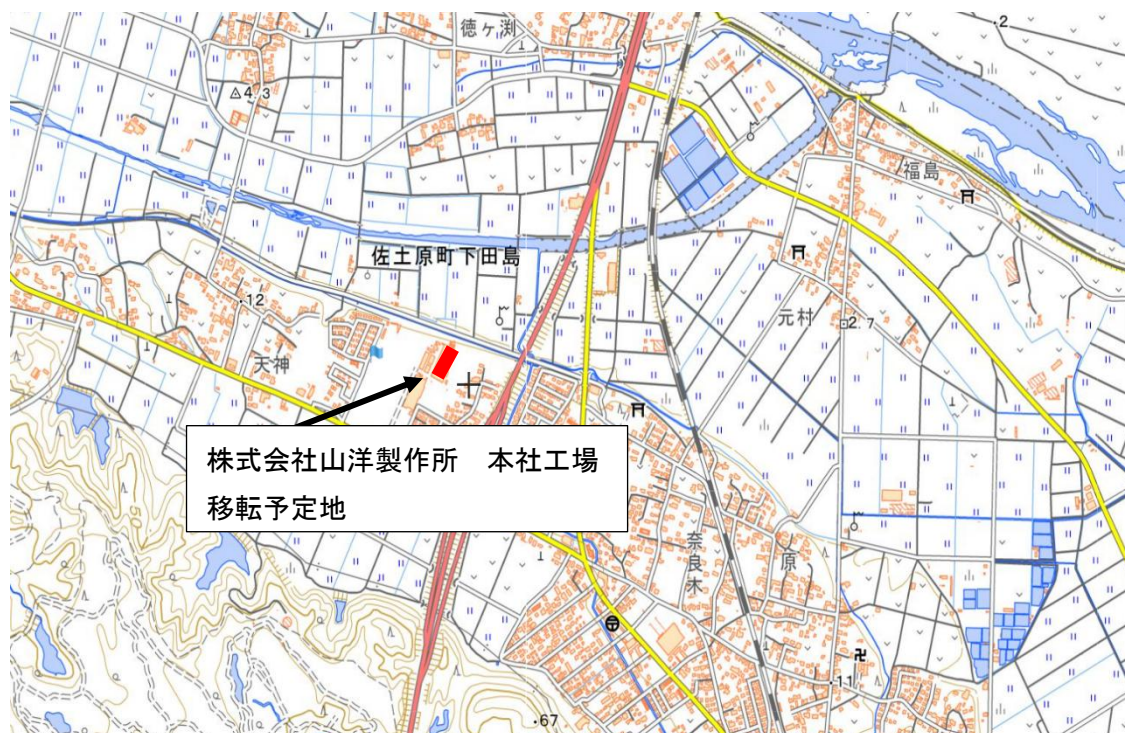 ・2
徳ヶ渕
4.3
福島
佐土原町下田島
元村
2.7
・12
天神
株式会社山洋製作所　本社工場
移転予定地
奈良木
原
・11
・67